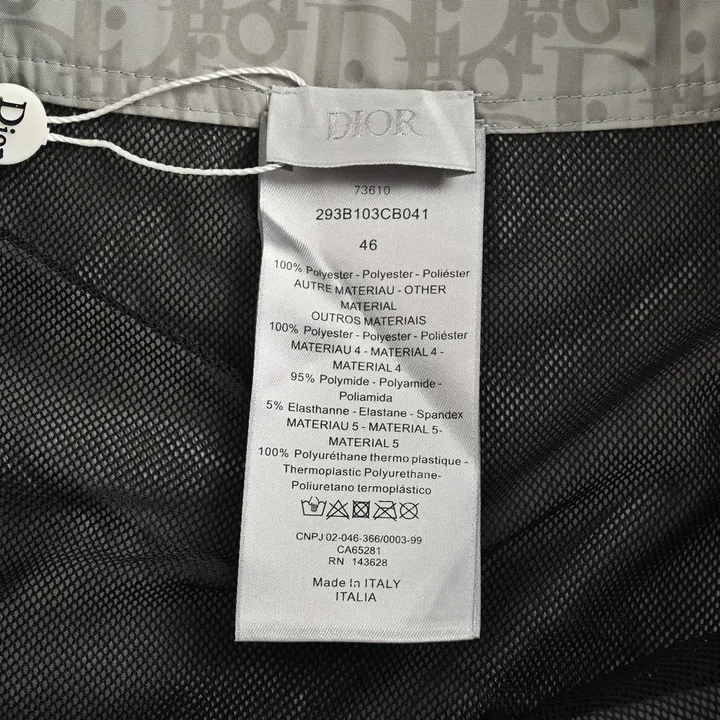 Dior
DIOR
73610
293B103CB041
46
100% Polyester - Polyester - Poliéster
AUTRE MATERIAU - OTHER
MATERIAL
OUTROS MATERIAIS
100% Polyester - Polyester - Poliéster
MATERIAU 4 - MATERIAL 4 -
MATERIAL 4
95% Polymide - Polyamide -
Poliamida
5% Elasthanne - Elastane - Spandex
MATERIAU 5 - MATERIAL 5-
MATERIAL 5
100% Polyuréthane thermo plastique -
Thermoplastic Polyurethane-
Poliuretano termoplástico
CNPJ 02-046-366/0003-99
CA65281
RN 143628
Made In ITALY
ITALIA